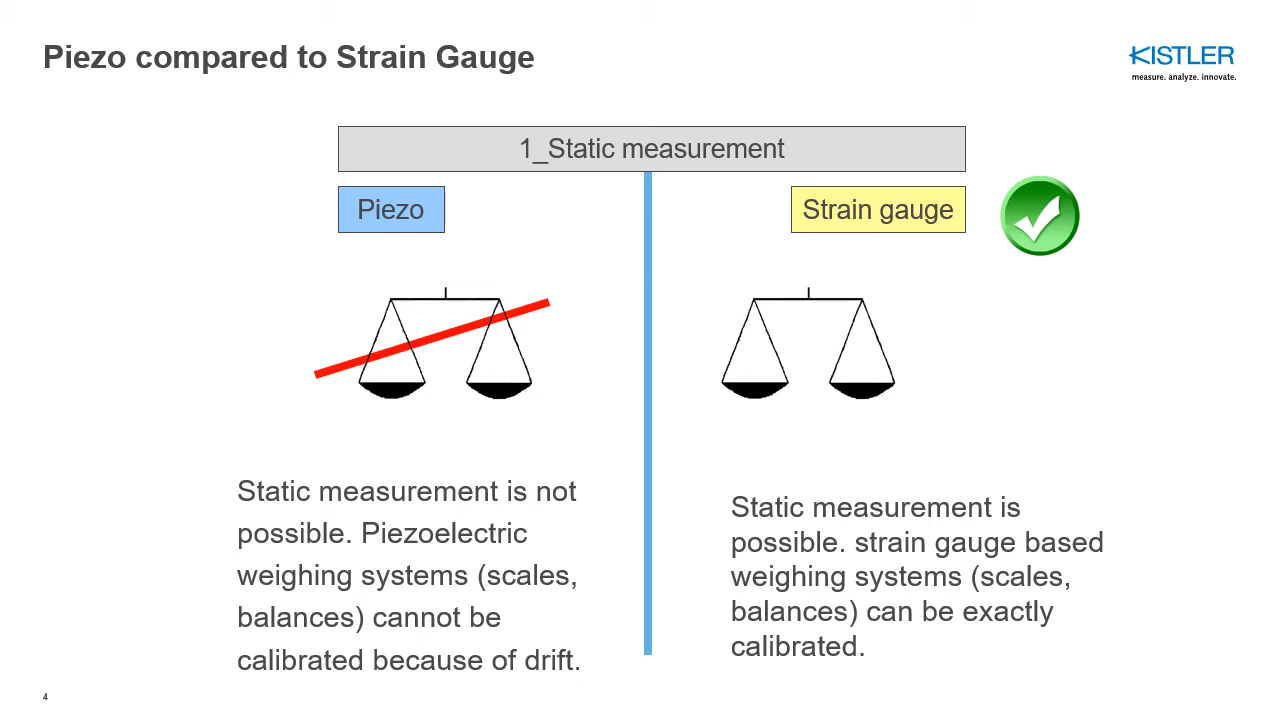 Piezo compared to Strain Gauge
KISTLER
measure. analyze. innovate.
1_Static measurement
Piezo
Strain gauge
Static measurement is not
possible. Piezoelectric
weighing systems (scales,
balances) cannot be
calibrated because of drift.
Static measurement is
possible. strain gauge based
weighing systems (scales,
balances) can be exactly
calibrated.
4